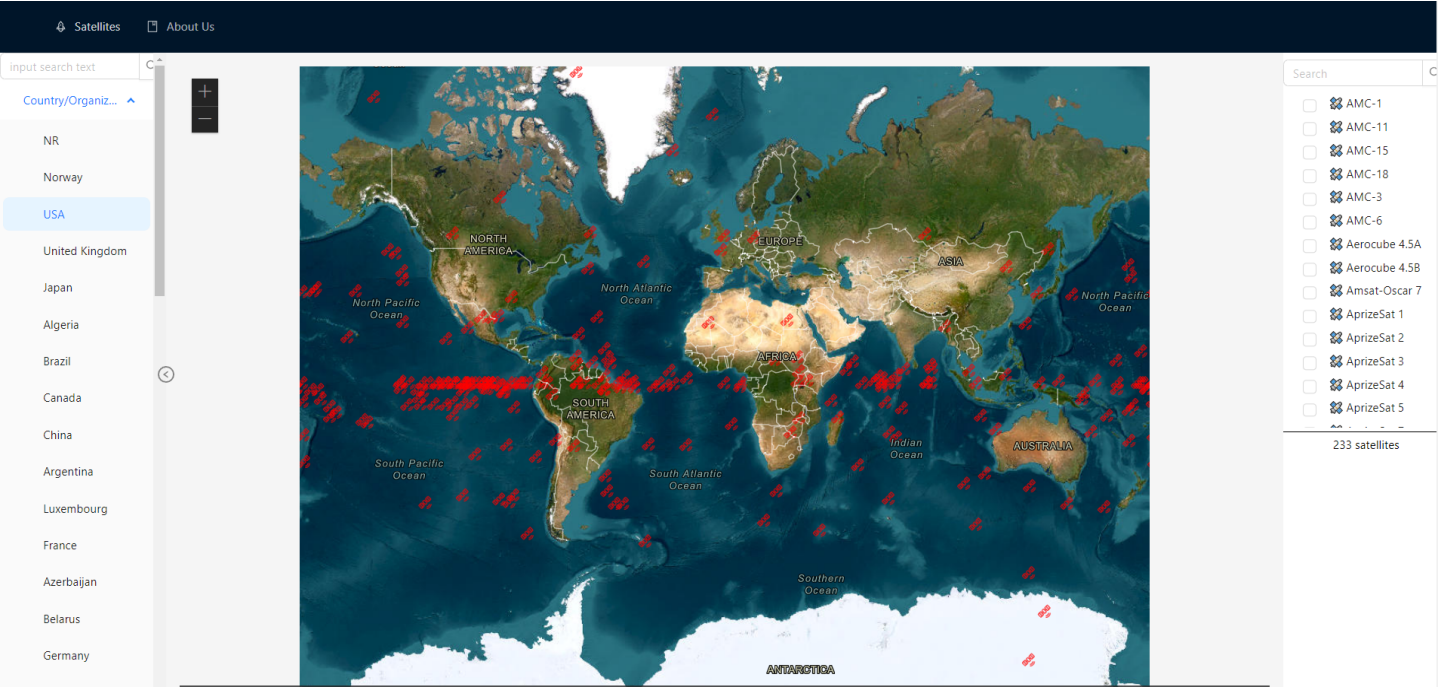 Satellites
About Us
input search text
Country/Organiz...
NR
Norway
USA
United Kingdom
Japan
Algeria
Brazil
Canada
China
Argentina
Luxembourg
France
Azerbaijan
Belarus
Germany
+
−
NORTH
AMERICA
EUROPE
ASIA
North Atlantic
Ocean
North Pacific
Ocean
North Pacific
Ocean
AFRICA
SOUTH
AMERICA
AUSTRALIA
Indian
Ocean
South Pacific
Ocean
South Atlantic
Ocean
Southern
Ocean
ANTARCTICA
Search
AMC-1
AMC-11
AMC-15
AMC-18
AMC-3
AMC-6
Aerocube 4.5A
Aerocube 4.5B
Amsat-Oscar 7
AprizeSat 1
AprizeSat 2
AprizeSat 3
AprizeSat 4
AprizeSat 5
233 satellites